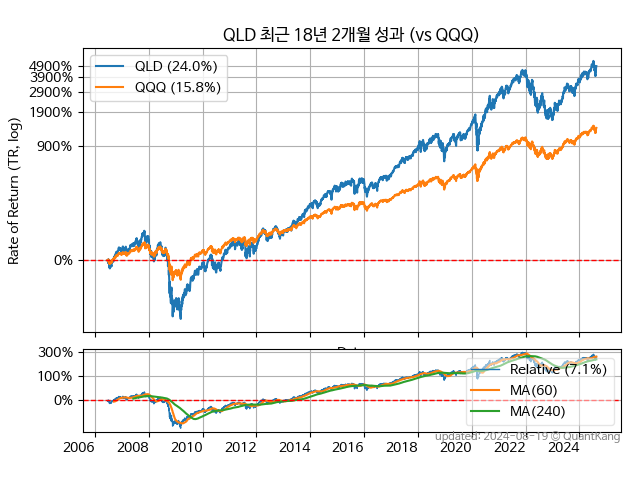 QLD 최근 18년 2개월 성과 (vs QQQ)
Rate of Return (TR, log)
4900%
3900%
2900%
1900%
900%
0%
QLD (24.0%)
QQQ (15.8%)
300%
100%
0%
Relative (7.1%)
MA(60)
MA(240)
2006 2008 2010 2012 2014 2016 2018 2020 2022 2024
updated: 2024-08-19 © QuantKang